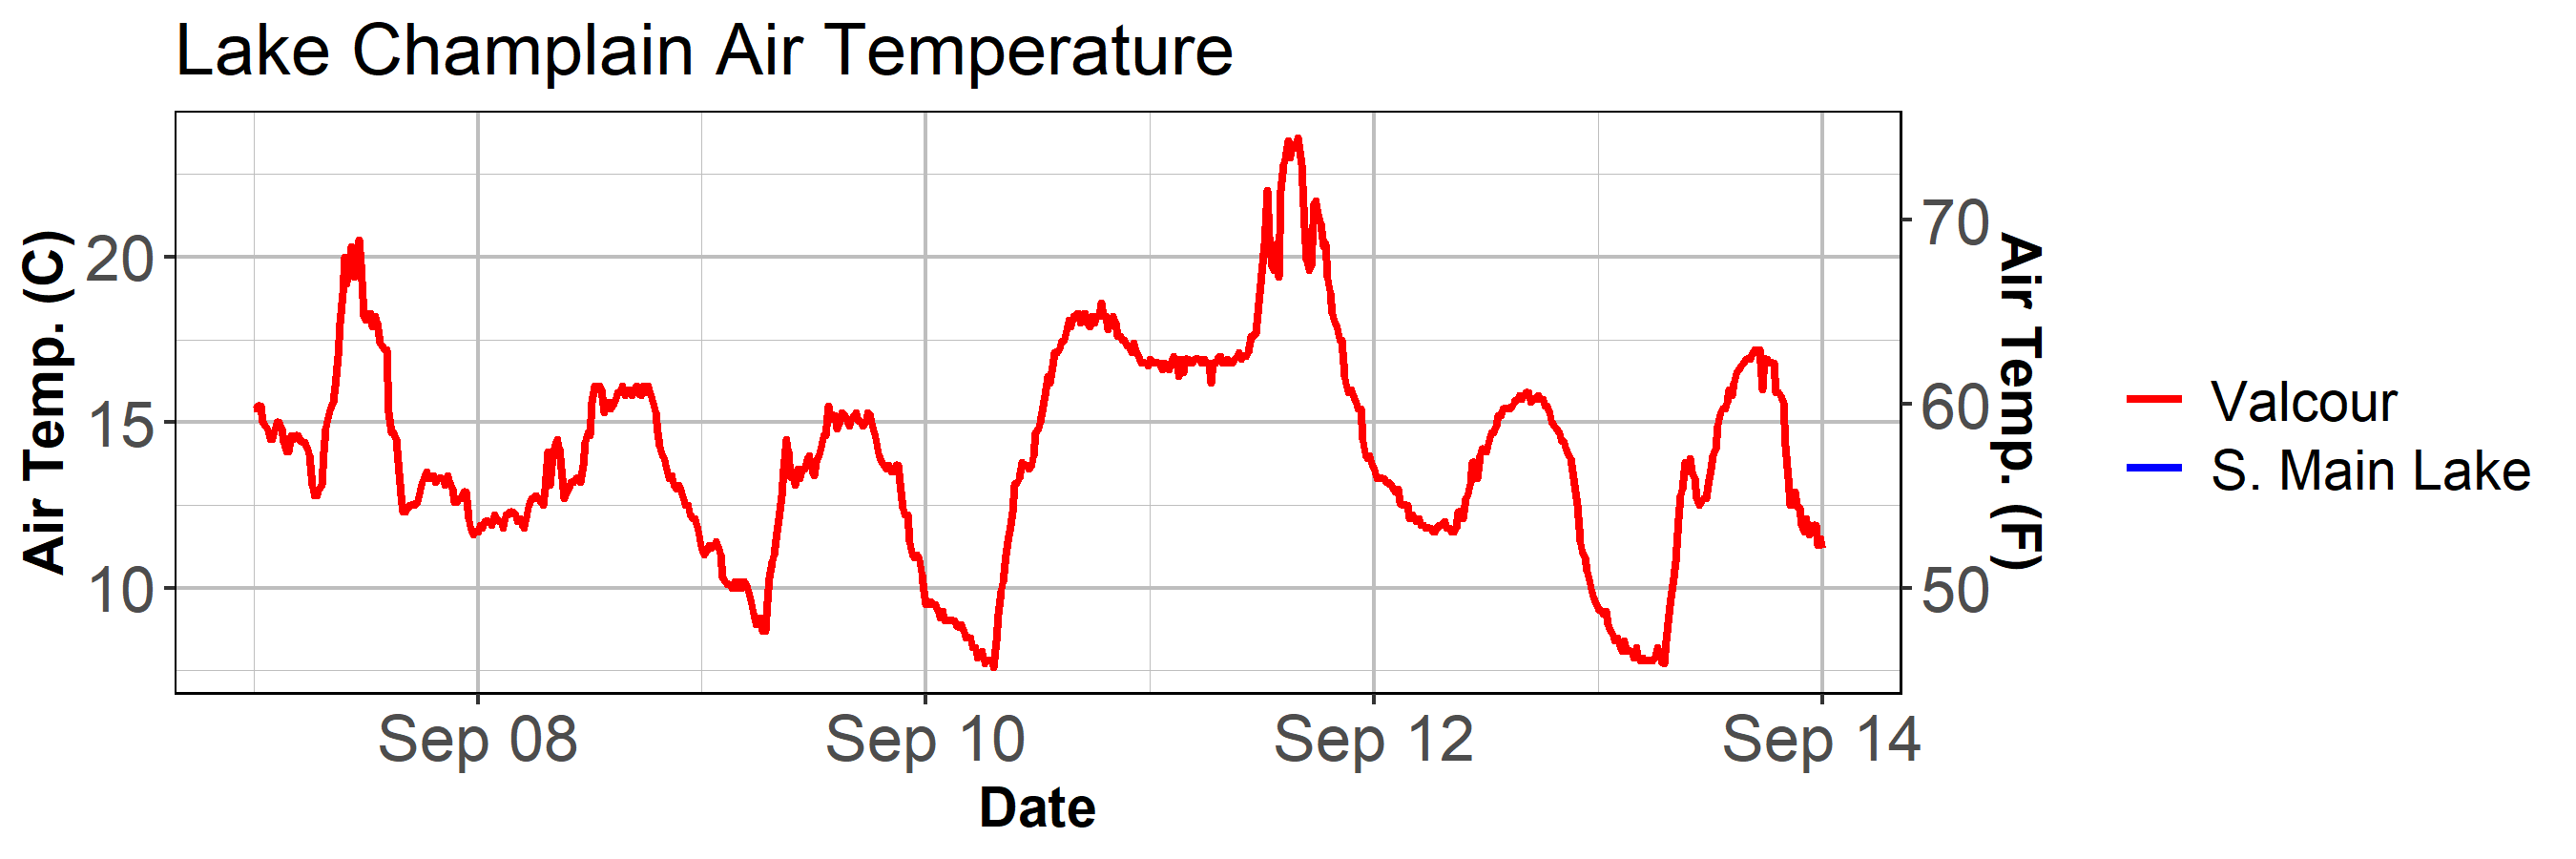 Lake Champlain Air Temperature
Air Temp. (C)
20
15
10
70
60
50
Air Temp. (F)
Sep 08
Sep 10
Sep 12
Sep 14
Date
Valcour
S. Main Lake